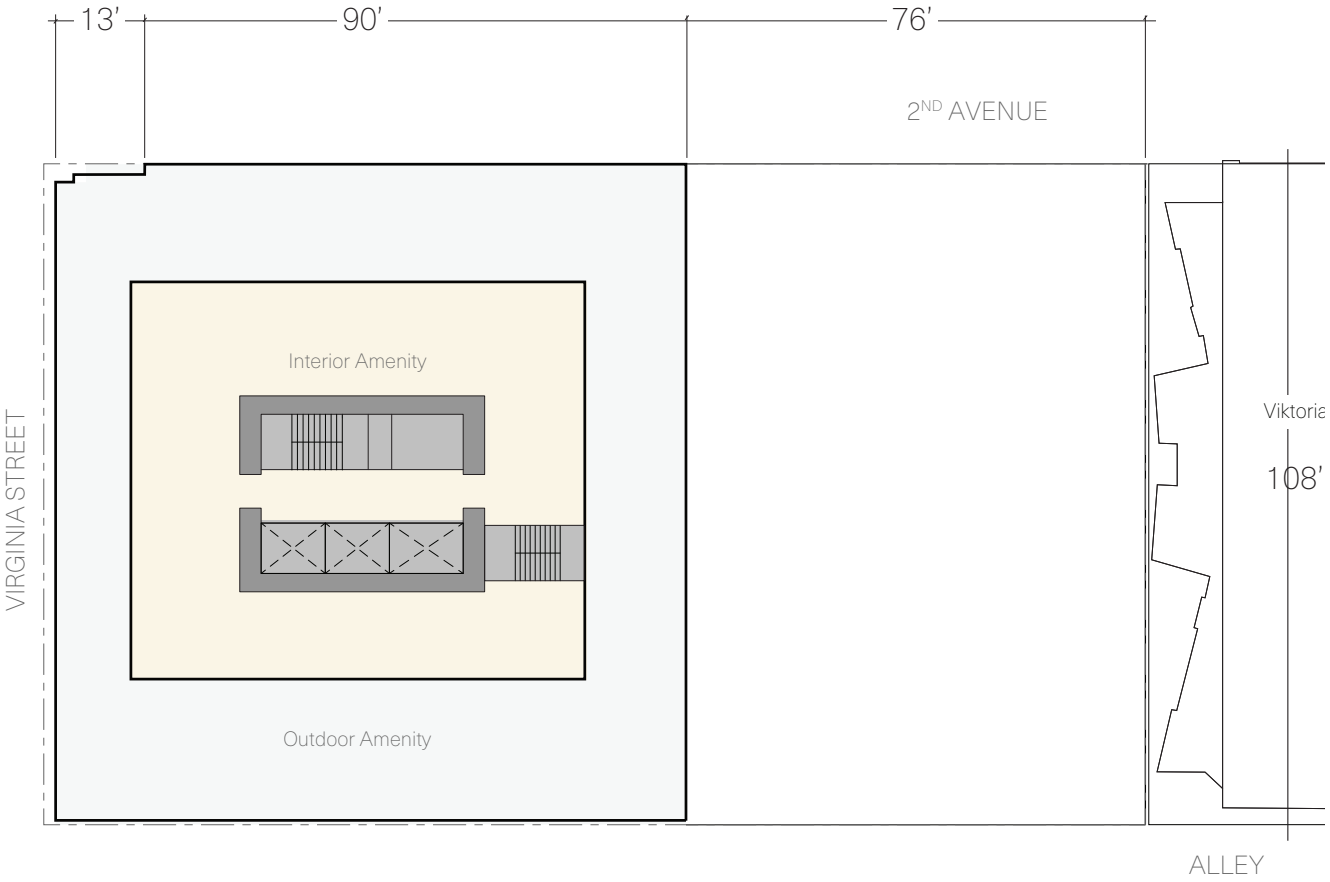 13’
90’
76’
2ND AVENUE
Interior Amenity
VIRGINIA STREET
Viktoria
108’
Outdoor Amenity
ALLEY